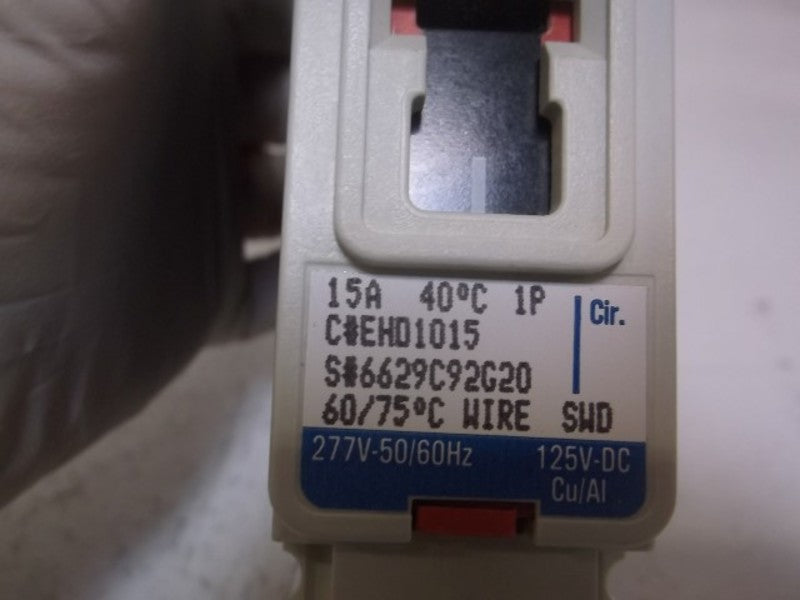 15A 40°C 1P
Cir.
C#EHD1015
S#6629C92G20
60/75°C WIRE SWD
277V-50/60Hz 125V-DC
Cu/Al